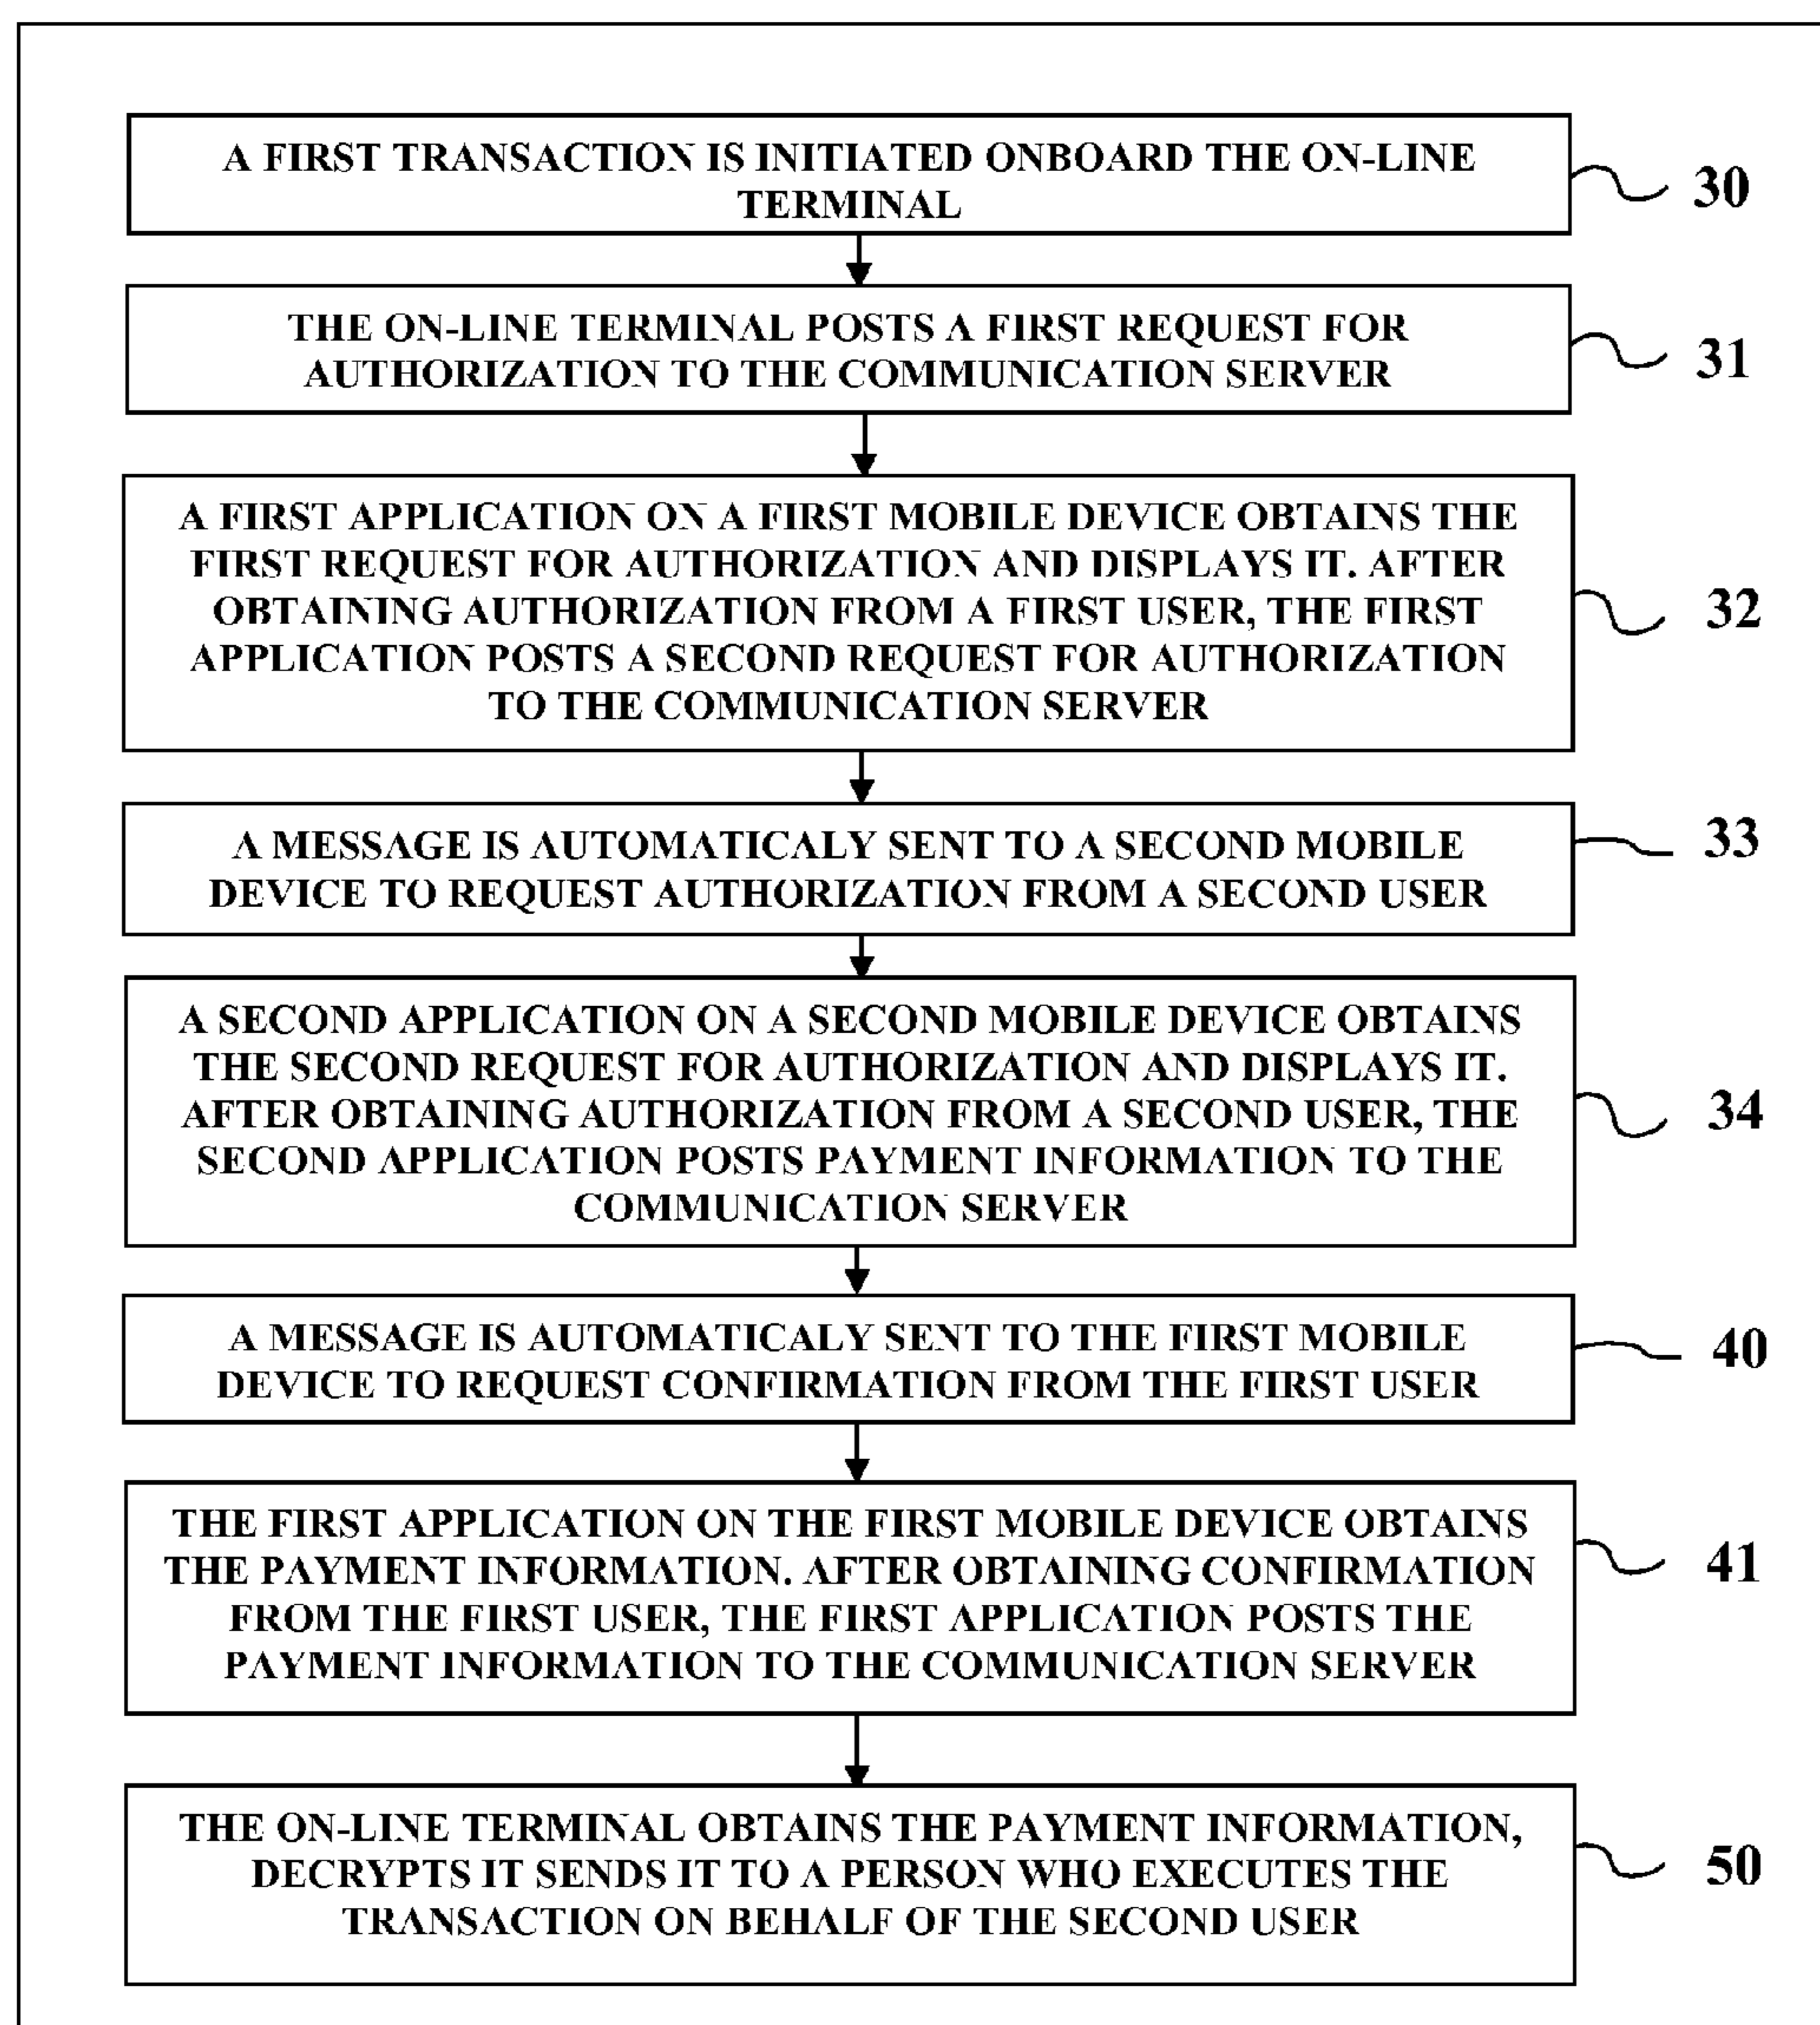 A FIRST TRANSACTION IS INITIATED ONBOARD THE ON-LINE
TERMINAL
30
THE ON-LINE TERMINAL POSTS A FIRST REQUEST FOR
AUTHORIZATION TO THE COMMUNICATION SERVER
31
A FIRST APPLICATION ON A FIRST MOBILE DEVICE OBTAINS THE
FIRST REQUEST FOR AUTHORIZATION AND DISPLAYS IT. AFTER
OBTAINING AUTHORIZATION FROM A FIRST USER, THE FIRST
APPLICATION POSTS A SECOND REQUEST FOR AUTHORIZATION
TO THE COMMUNICATION SERVER
32
A MESSAGE IS AUTOMATICALY SENT TO A SECOND MOBILE
DEVICE TO REQUEST AUTHORIZATION FROM A SECOND USER
33
A SECOND APPLICATION ON A SECOND MOBILE DEVICE OBTAINS
THE SECOND REQUEST FOR AUTHORIZATION AND DISPLAYS IT.
AFTER OBTAINING AUTHORIZATION FROM A SECOND USER, THE
SECOND APPLICATION POSTS PAYMENT INFORMATION TO THE
COMMUNICATION SERVER
34
A MESSAGE IS AUTOMATICALY SENT TO THE FIRST MOBILE
DEVICE TO REQUEST CONFIRMATION FROM THE FIRST USER
40
THE FIRST APPLICATION ON THE FIRST MOBILE DEVICE OBTAINS
THE PAYMENT INFORMATION. AFTER OBTAINING CONFIRMATION
FROM THE FIRST USER, THE FIRST APPLICATION POSTS THE
PAYMENT INFORMATION TO THE COMMUNICATION SERVER
41
THE ON-LINE TERMINAL OBTAINS THE PAYMENT INFORMATION,
DECRYPTS IT SENDS IT TO A PERSON WHO EXECUTES THE
TRANSACTION ON BEHALF OF THE SECOND USER
50